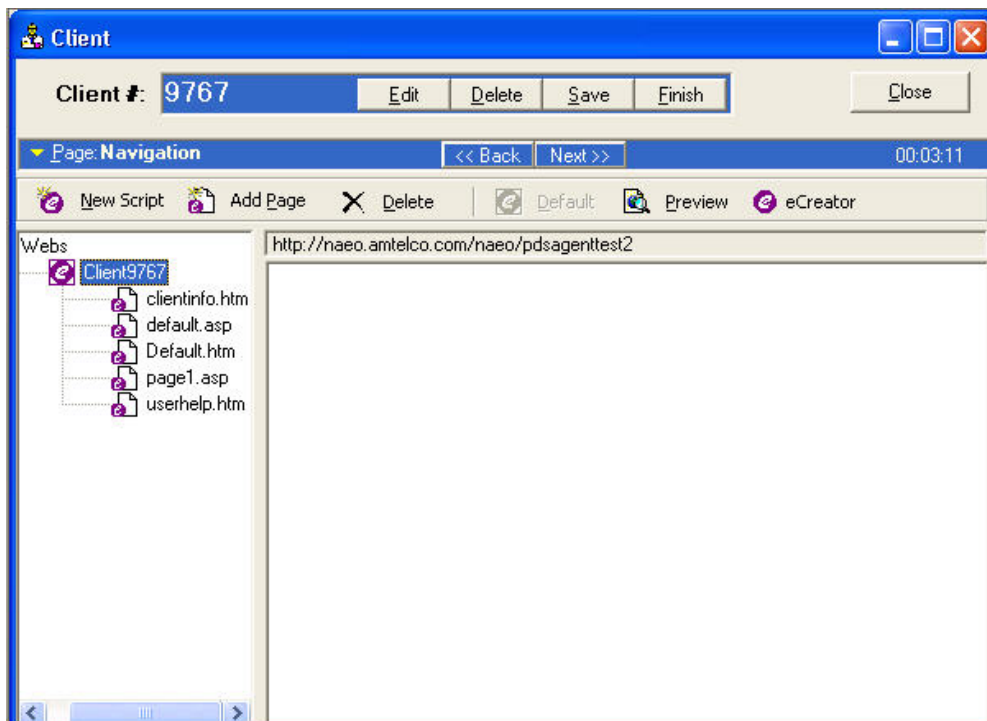 Client
Client #: 9767 Edit Delete Save Finish Close
Page: Navigation << Back Next >> 00:03:11
New Script Add Page Delete Default Preview eCreator
Webs http://naeo.amtelco.com/naeo/pdsagenttest2
Client9767
clientinfo.htm
default.asp
Default.htm
page1.asp
userhelp.htm